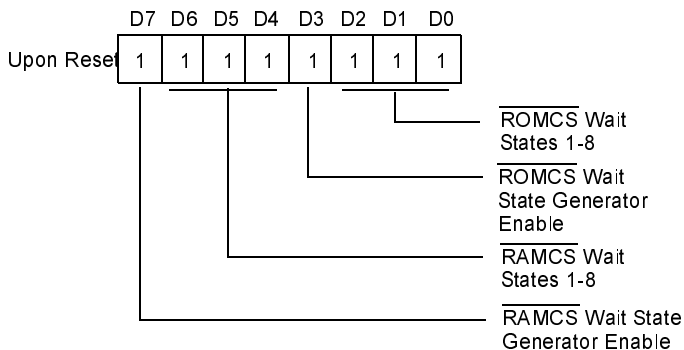 D7 D6 D5 D4 D3 D2 D1 D0
Upon Reset 1 1 1 1 1 1 1 1
ROMCS Wait
States 1-8
ROMCS Wait
State Generator
Enable
RAMCS Wait
States 1-8
RAMCS Wait State
Generator Enable